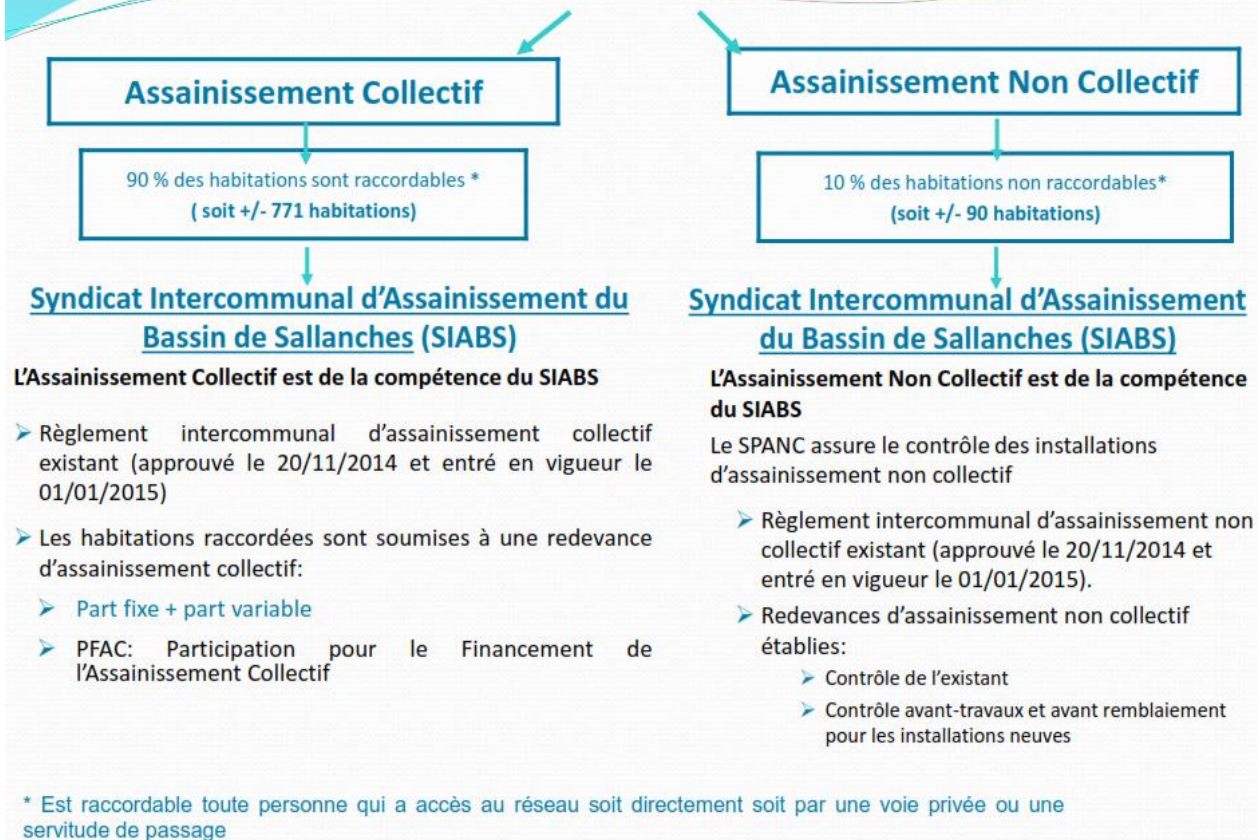 Assainissement Collectif
90 % des habitations sont raccordables *
( soit +/- 771 habitations)
Syndicat Intercommunal d’Assainissement du
Bassin de Sallanches (SIABS)
L’Assainissement Collectif est de la compétence du SIABS
➢ Règlement intercommunal d’assainissement collectif
existant (approuvé le 20/11/2014 et entré en vigueur le
01/01/2015)
➢ Les habitations raccordées sont soumises à une redevance
d’assainissement collectif:
➢ Part fixe + part variable
➢ PFAC: Participation pour le Financement de
l’Assainissement Collectif
Assainissement Non Collectif
10 % des habitations non raccordables*
(soit +/- 90 habitations)
Syndicat Intercommunal d’Assainissement
du Bassin de Sallanches (SIABS)
L’Assainissement Non Collectif est de la compétence
du SIABS
Le SPANC assure le contrôle des installations
d’assainissement non collectif
➢ Règlement intercommunal d’assainissement non
collectif existant (approuvé le 20/11/2014 et
entré en vigueur le 01/01/2015).
➢ Redevances d’assainissement non collectif
établies:
➢ Contrôle de l’existant
➢ Contrôle avant-travaux et avant remblaiement
pour les installations neuves
* Est raccordable toute personne qui a accès au réseau soit directement soit par une voie privée ou une
servitude de passage